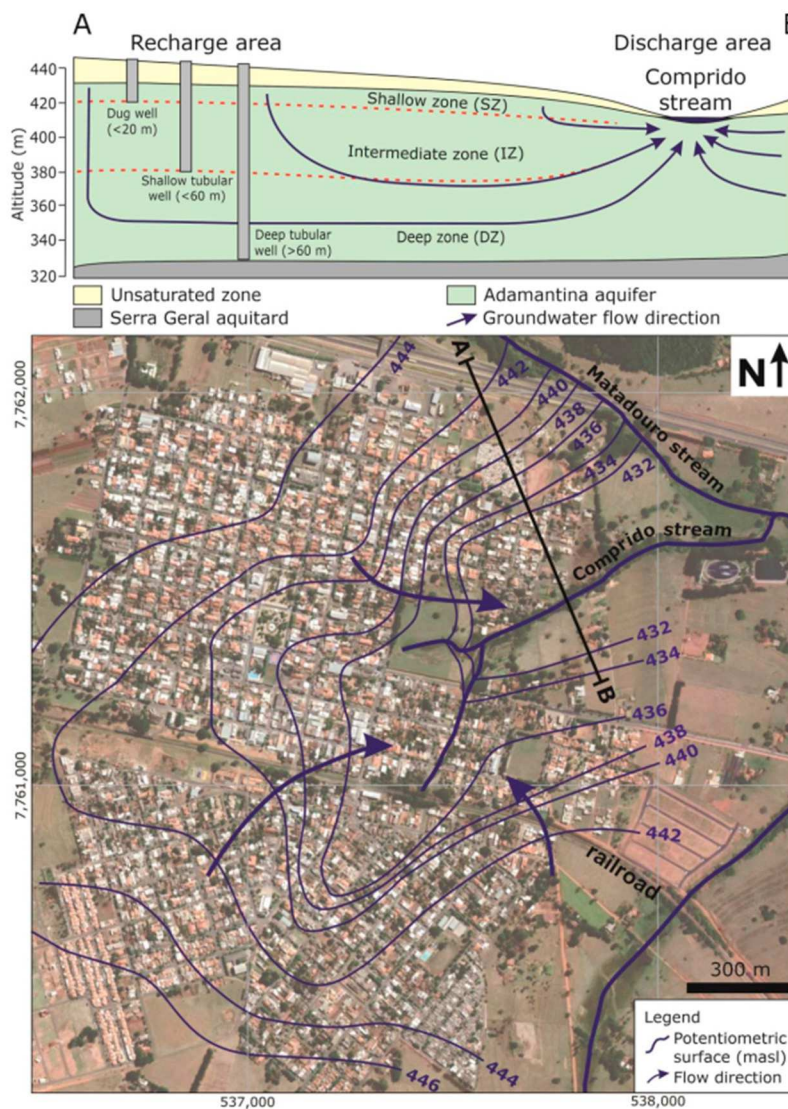 A
B
Recharge area
Discharge area
Comprido
stream
440
420
400
380
360
340
320
Altitude (m)
Shallow zone (SZ)
Dug well
(<20 m)
Intermediate zone (IZ)
Shallow tubular
well (<60 m)
Deep tubular
well (>60 m)
Deep zone (DZ)
Unsaturated zone
Adamantina aquifer
Serra Geral aquitard
Groundwater flow direction
N
444
442
440
438
436
434
432
A
Matadouro stream
Comprido stream
7,762,000
432
434
B
436
438
440
7,761,000
442
railroad
300 m
Legend
Potentiometric
surface (masl)
Flow direction
444
446
537,000
538,000